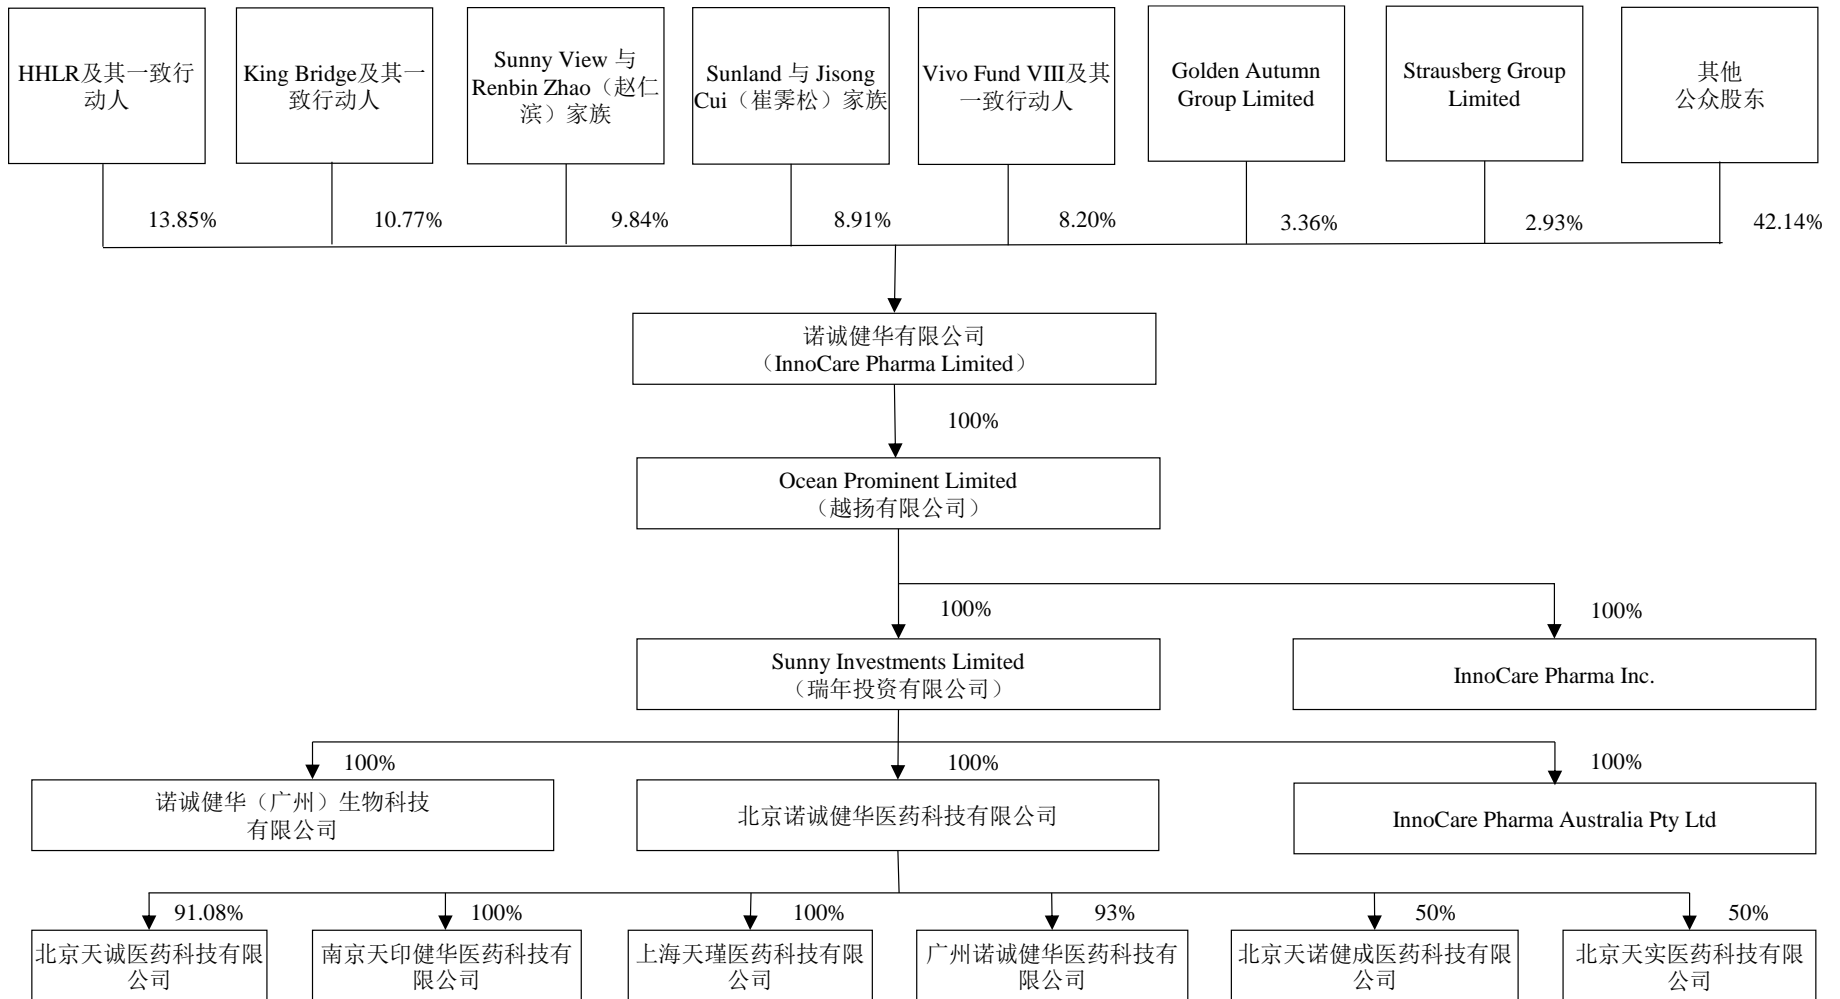 HHLR及其一致行
动人
King Bridge及其一
致行动人
Sunny View 与
Renbin Zhao（赵仁
滨）家族
Sunland 与 Jisong
Cui（崔霁松）家族
Vivo Fund VIII及其
一致行动人
Golden Autumn
Group Limited
Strausberg Group
Limited
其他
公众股东
13.85%
10.77%
9.84%
8.91%
8.20%
3.36%
2.93%
42.14%
诺诚健华有限公司
（InnoCare Pharma Limited）
100%
Ocean Prominent Limited
（越扬有限公司）
100%
100%
Sunny Investments Limited
（瑞年投资有限公司）
InnoCare Pharma Inc.
100%
100%
100%
诺诚健华（广州）生物科技
有限公司
北京诺诚健华医药科技有限公司
InnoCare Pharma Australia Pty Ltd
91.08%
100%
100%
93%
50%
50%
北京天诚医药科技有限
公司
南京天印健华医药科技有
限公司
上海天瑾医药科技有限
公司
广州诺诚健华医药科技有
限公司
北京天诺健成医药科技有限
公司
北京天实医药科技有限
公司